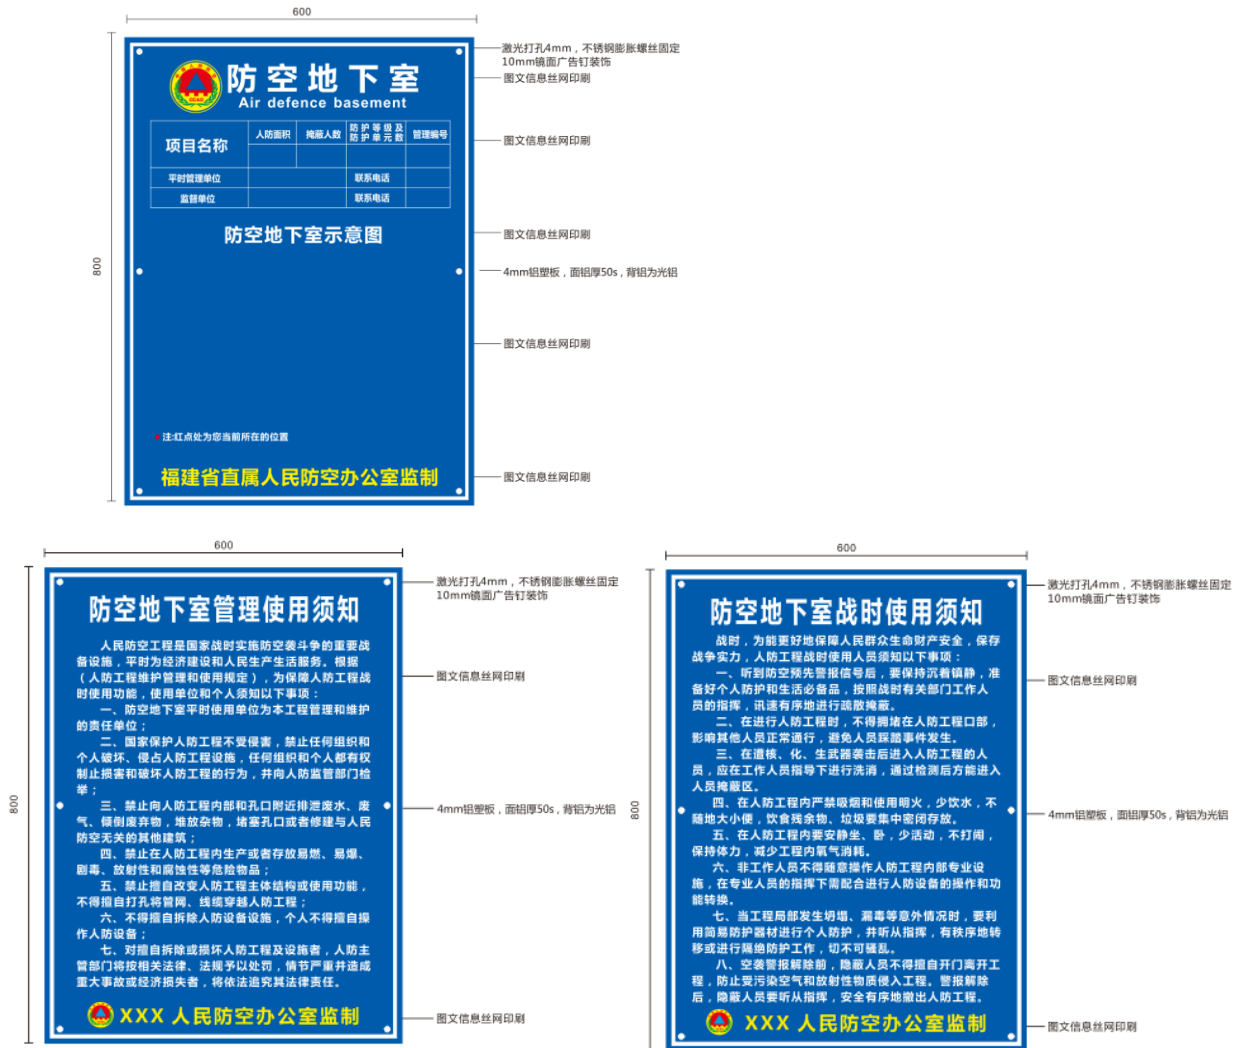 600
激光打孔4mm，不锈钢膨胀螺丝固定
10mm镜面广告钉装饰
防空地下室
图文信息丝网印刷
Air defence basement
项目名称
人防面积
掩蔽人数
防护等级及
防护单元数
管理编号
图文信息丝网印刷
平时管理单位
联系电话
监督单位
联系电话
防空地下室示意图
图文信息丝网印刷
800
4mm铝塑板，面铝厚50s，背铝为光铝
图文信息丝网印刷
注:红点处为您当前所在的位置
福建省直属人民防空办公室监制
图文信息丝网印刷
600
激光打孔4mm，不锈钢膨胀螺丝固定
10mm镜面广告钉装饰
防空地下室管理使用须知
人民防空工程是国家战时实施防空袭斗争的重要战
备设施，平时为经济建设和人民生产生活服务。根据
（人防工程维护管理和使用规定），为保障人防工程战
时使用功能，使用单位和个人须知以下事项：
图文信息丝网印刷
一、防空地下室平时使用单位为本工程管理和维护
的责任单位；
二、国家保护人防工程不受侵害，禁止任何组织和
个人破坏、侵占人防工程设施，任何组织和个人都有权
制止损害和破坏人防工程的行为，并向人防监管部门检
举；
800
三、禁止向人防工程内部和孔口附近排泄废水、废
气、倾倒废弃物，堆放杂物，堵塞孔口或者修建与人民
防空无关的其他建筑；
4mm铝塑板，面铝厚50s，背铝为光铝
四、禁止在人防工程内生产或者存放易燃、易爆、
剧毒、放射性和腐蚀性等危险物品；
五、禁止擅自改变人防工程主体结构或使用功能，
不得擅自打孔将管网、线缆穿越人防工程；
六、不得擅自拆除人防设备设施，个人不得擅自操
作人防设备；
七、对擅自拆除或损坏人防工程及设施者，人防主
管部门将按相关法律、法规予以处罚，情节严重并造成
重大事故或经济损失者，将依法追究其法律责任。
XXX 人民防空办公室监制
图文信息丝网印刷
600
激光打孔4mm，不锈钢膨胀螺丝固定
10mm镜面广告钉装饰
防空地下室战时使用须知
战时，为能更好地保障人民群众生命财产安全，保存
战争实力，人防工程战时使用人员须知以下事项：
一、听到防空预先警报信号后，要保持沉着镇静，准
备好个人防护和生活必备品，按照战时有关部门工作人
员的指挥，讯速有序地进行疏散掩蔽。
图文信息丝网印刷
二、在进行人防工程时，不得拥堵在人防工程口部，
影响其他人员正常通行，避免人员踩踏事件发生。
三、在遭核、化、生武器袭击后进入人防工程的人
员，应在工作人员指导下进行洗消，通过检测后方能进入
人员掩蔽区。
800
四、在人防工程内严禁吸烟和使用明火，少饮水，不
随地大小便，饮食残余物、垃圾要集中密闭存放。
4mm铝塑板，面铝厚50s，背铝为光铝
五、在人防工程内要安静坐、卧，少活动，不打闹，
保持体力，减少工程内氧气消耗。
六、非工作人员不得随意操作人防工程内部专业设
施，在专业人员的指挥下需配合进行人防设备的操作和功
能转换。
七、当工程局部发生坍塌、漏毒等意外情况时，要利
用简易防护器材进行个人防护，并听从指挥，有秩序地转
移或进行隔绝防护工作，切不可骚乱。
八、空袭警报解除前，隐蔽人员不得擅自开门离开工
程，防止受污染空气和放射性物质侵入工程。警报解除
后，隐蔽人员要听从指挥，安全有序地撤出人防工程。
XXX 人民防空办公室监制
图文信息丝网印刷